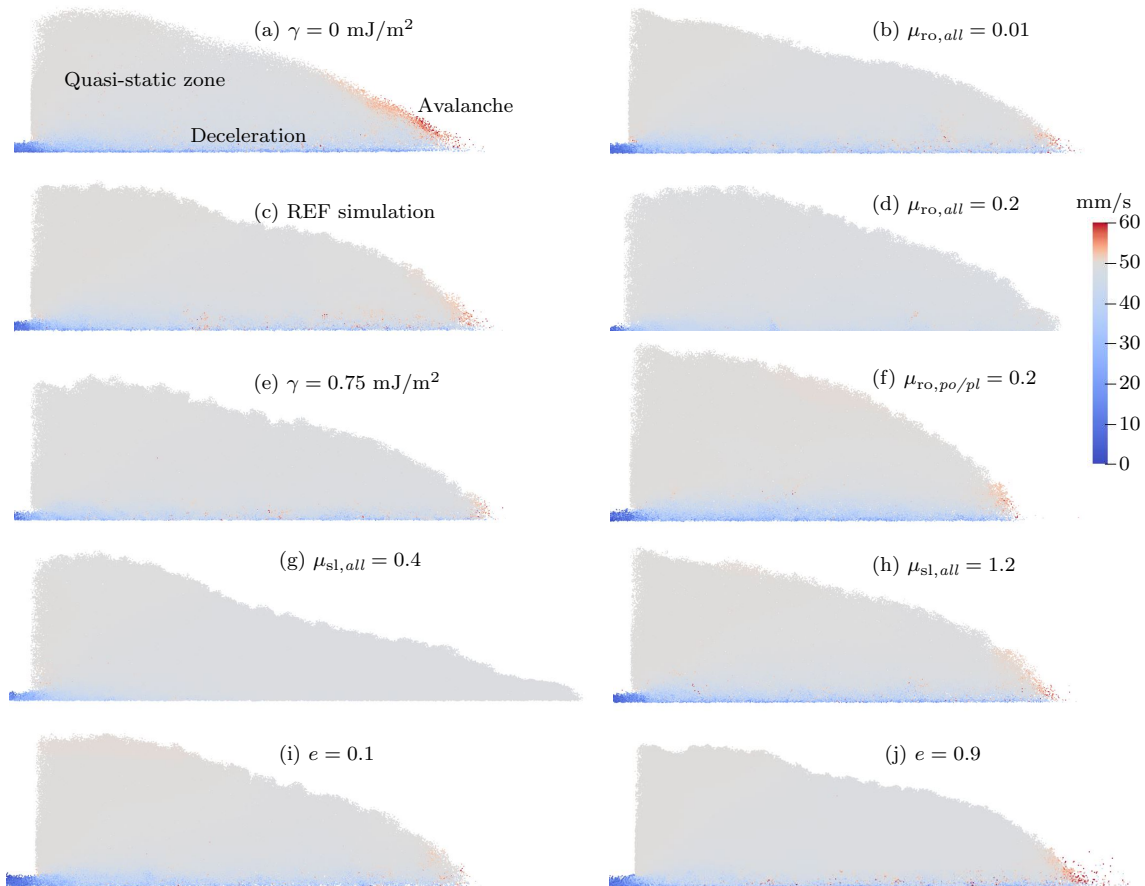 (a) γ = 0 mJ/m²
(b) μro,all = 0.01
Quasi-static zone
Avalanche
Deceleration
(c) REF simulation
(d) μro,all = 0.2
mm/s
60
50
40
30
20
10
0
(e) γ = 0.75 mJ/m²
(f) μro,po/pl = 0.2
(g) μsl,all = 0.4
(h) μsl,all = 1.2
(i) e = 0.1
(j) e = 0.9